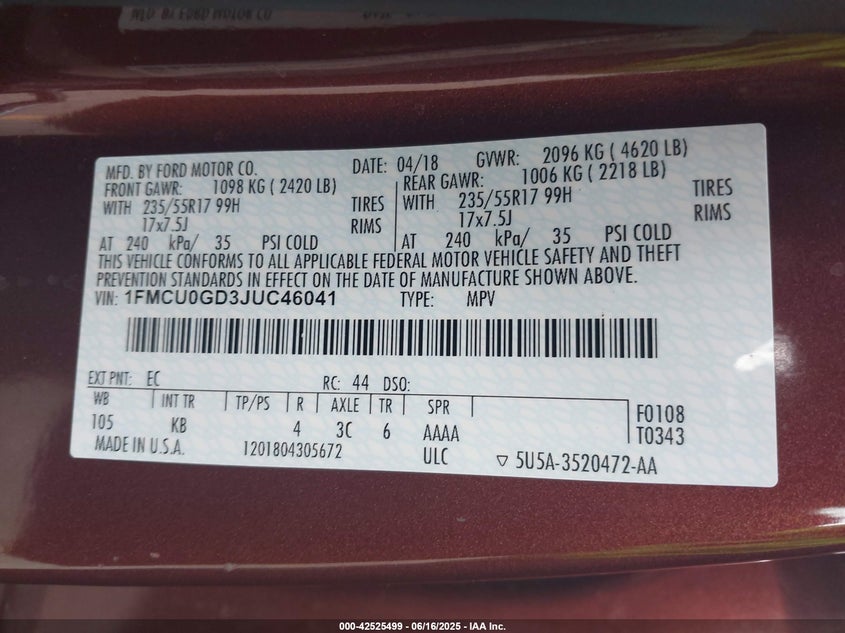 MFD. BY FORD MOTOR CO. DATE: 04/18 GVWR: 2096 KG ( 4620 LB)
FRONT GAWR: 1098 KG ( 2420 LB) REAR GAWR: 1006 KG ( 2218 LB)
WITH 235/55R17 99H TIRES WITH 235/55R17 99H TIRES
17x7.5J RIMS 17x7.5J RIMS
AT 240 kPa/ 35 PSI COLD AT 240 kPa/ 35 PSI COLD
THIS VEHICLE CONFORMS TO ALL APPLICABLE FEDERAL MOTOR VEHICLE SAFETY AND THEFT
PREVENTION STANDARDS IN EFFECT ON THE DATE OF MANUFACTURE SHOWN ABOVE.
VIN: 1FMCU0GD3JUC46041 TYPE: MPV
EXT PNT: EC RC: 44 DSO:
WB INT TR TP/PS R AXLE TR SPR F0108
105 KB 4 3C 6 AAAA T0343
MADE IN U.S.A. 1201804305672 ULC ▽ 5U5A-3520472-AA
000-42525499 - 06/16/2025 - IAA Inc.